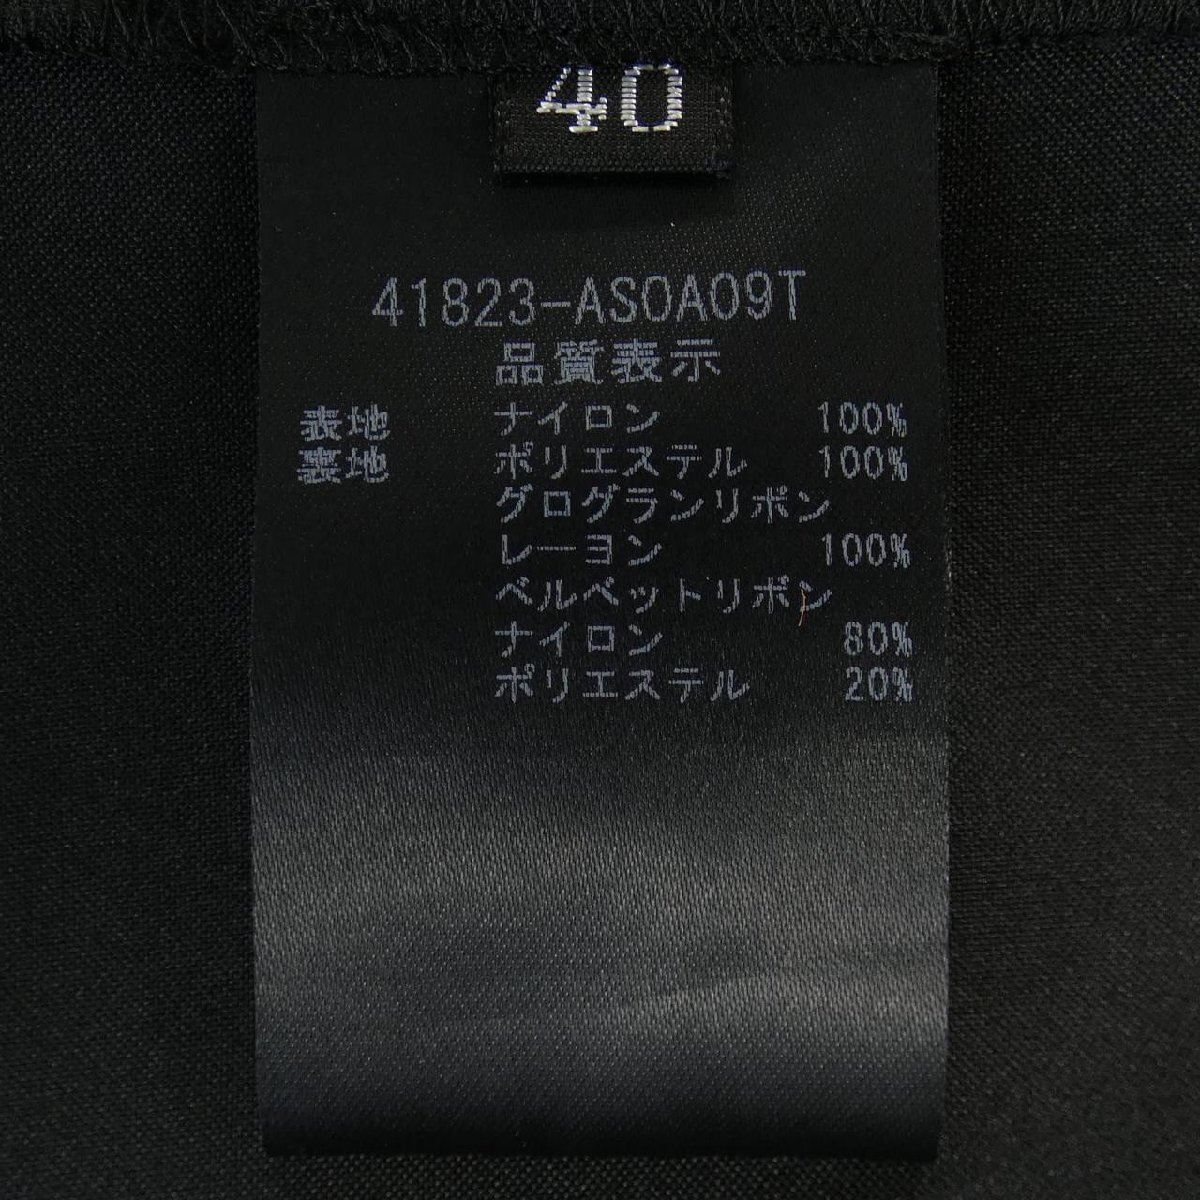 40
41823-AS0A09T
品質表示
表地 ナイロン 100%
裏地 ポリエステル 100%
グログランリボン
レーヨン 100%
ベルベットリボン
ナイロン 80%
ポリエステル 20%